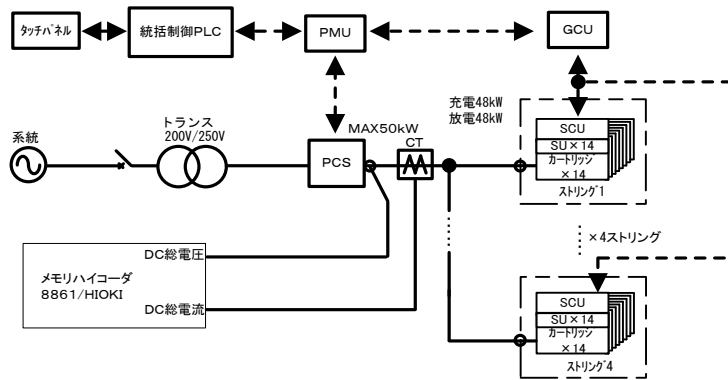 タッチパネル
統括制御PLC
PMU
GCU
系統
トランス
200V/250V
PCS
MAX50kW
CT
充電48kW
放電48kW
SCU
SU×14
カートリッジ
×14
ストリング1
×4ストリング
メモリハイコーダ
8861/HIOKI
DC総電圧
DC総電流
SCU
SU×14
カートリッジ
×14
ストリング4